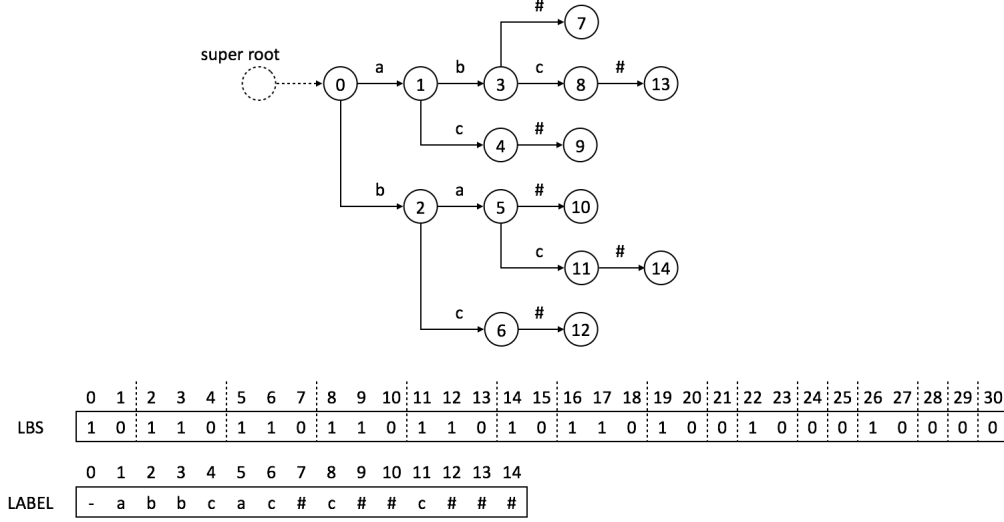 #
7
super root
a b c #
0 1 3 8 13
c #
4 9
b a #
2 5 10
c #
11 14
c #
6 12
0 1 2 3 4 5 6 7 8 9 10 11 12 13 14 15 16 17 18 19 20 21 22 23 24 25 26 27 28 29 30
LBS 1 0 1 1 0 1 1 0 1 1 0 1 1 0 1 0 1 1 0 1 0 0 1 0 0 0 1 0 0 0 0
0 1 2 3 4 5 6 7 8 9 10 11 12 13 14
LABEL - a b b c a c # c # # c # # #